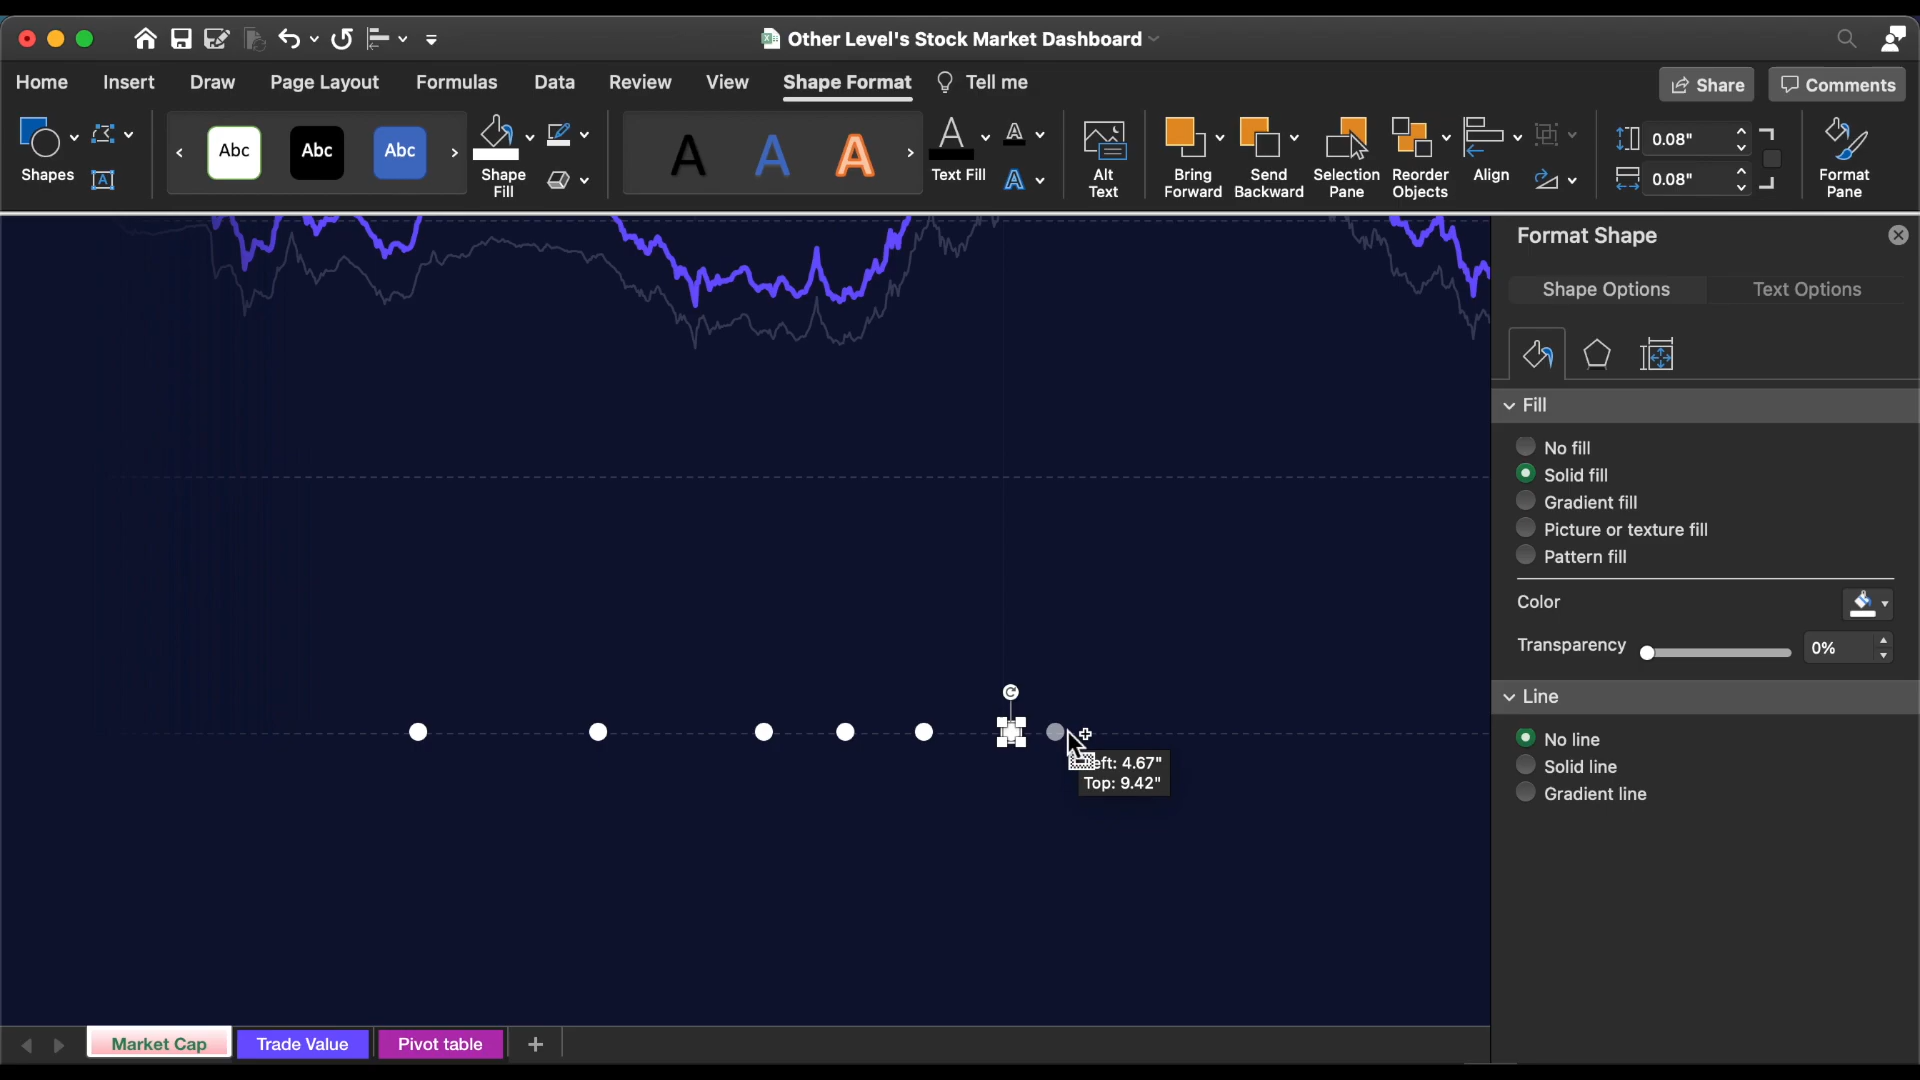 Other Level's Stock Market Dashboard
Home Insert Draw Page Layout Formulas Data Review View Shape Format Tell me
Share Comments
Shapes
Abc Abc Abc
Shape
Fill
A A A
Text Fill
Alt
Text
Bring
Forward
Send
Backward
Selection
Pane
Reorder
Objects
Align
0.08"
0.08"
Format
Pane
Format Shape
Shape Options Text Options
Fill
No fill
Solid fill
Gradient fill
Picture or texture fill
Pattern fill
Color
Transparency 0%
Line
No line
Solid line
Gradient line
4.67"
Top: 9.42"
Market Cap Trade Value Pivot table